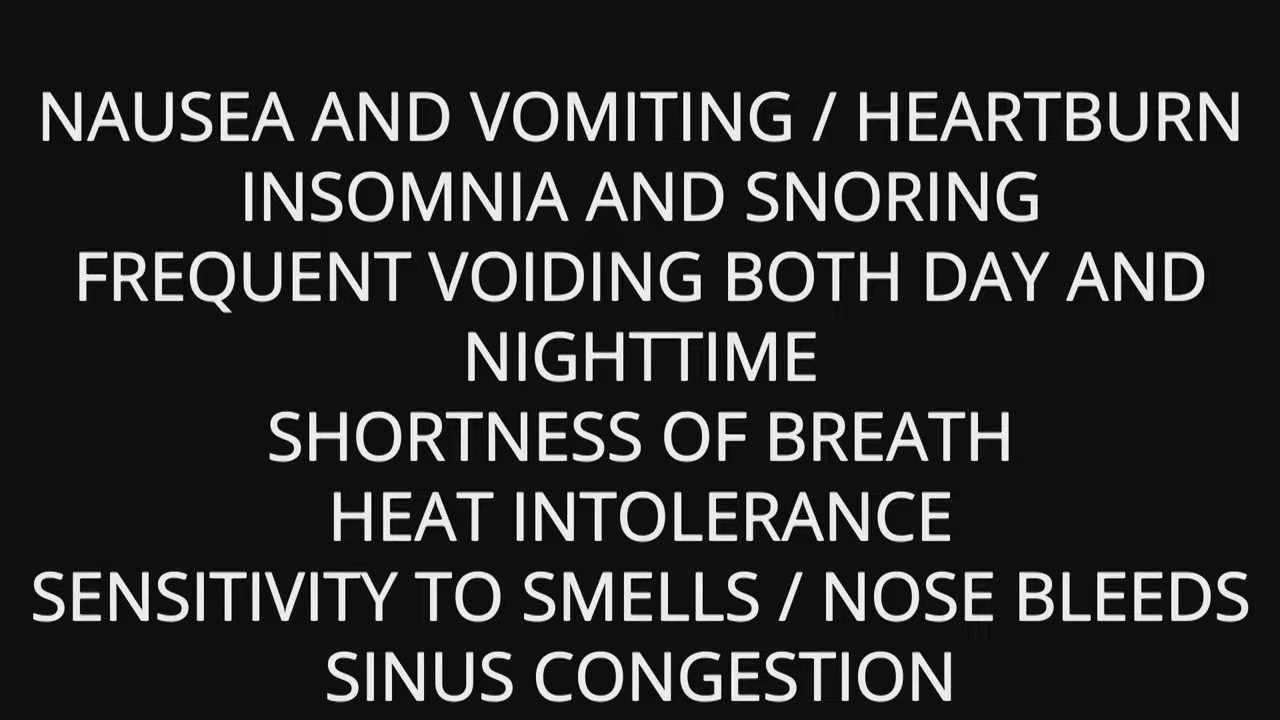 NAUSEA AND VOMITING / HEARTBURN
INSOMNIA AND SNORING
FREQUENT VOIDING BOTH DAY AND
NIGHTTIME
SHORTNESS OF BREATH
HEAT INTOLERANCE
SENSITIVITY TO SMELLS / NOSE BLEEDS
SINUS CONGESTION